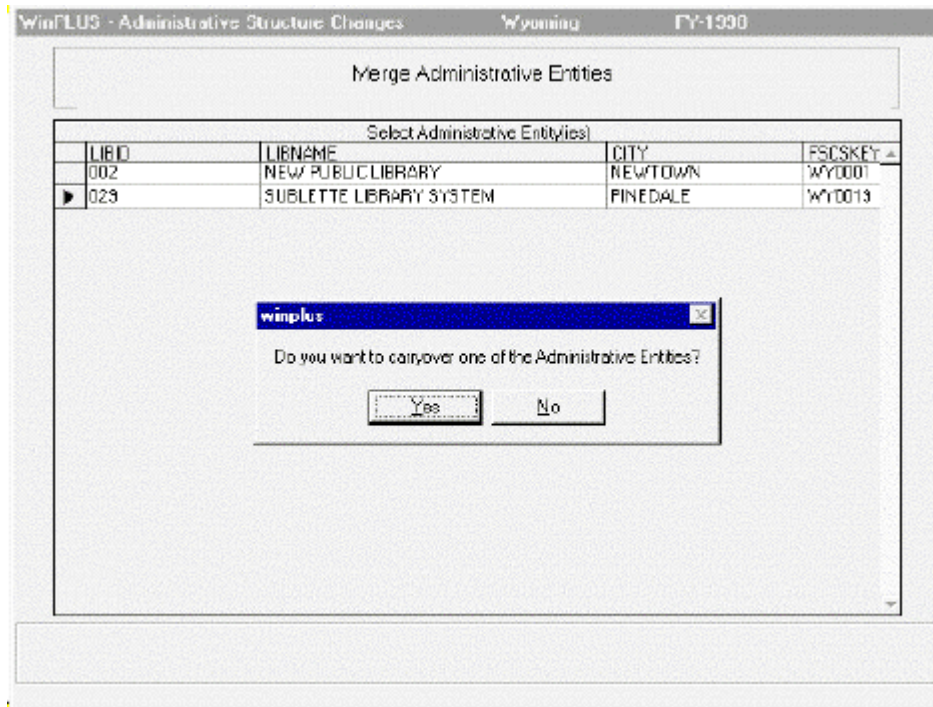 WinPLUS - Administrative Structure Changes Wyoming FY-1998
Merge Administrative Entities
Select Administrative Entity(ies)
LIBID LIBNAME CITY FSCSKEY
002 NEW PUBLIC LIBRARY NEWTOWN WY0001
029 SUBLETTE LIBRARY SYSTEM PINEDALE WY0019
winplus
Do you want to carryover one of the Administrative Entities?
Yes No